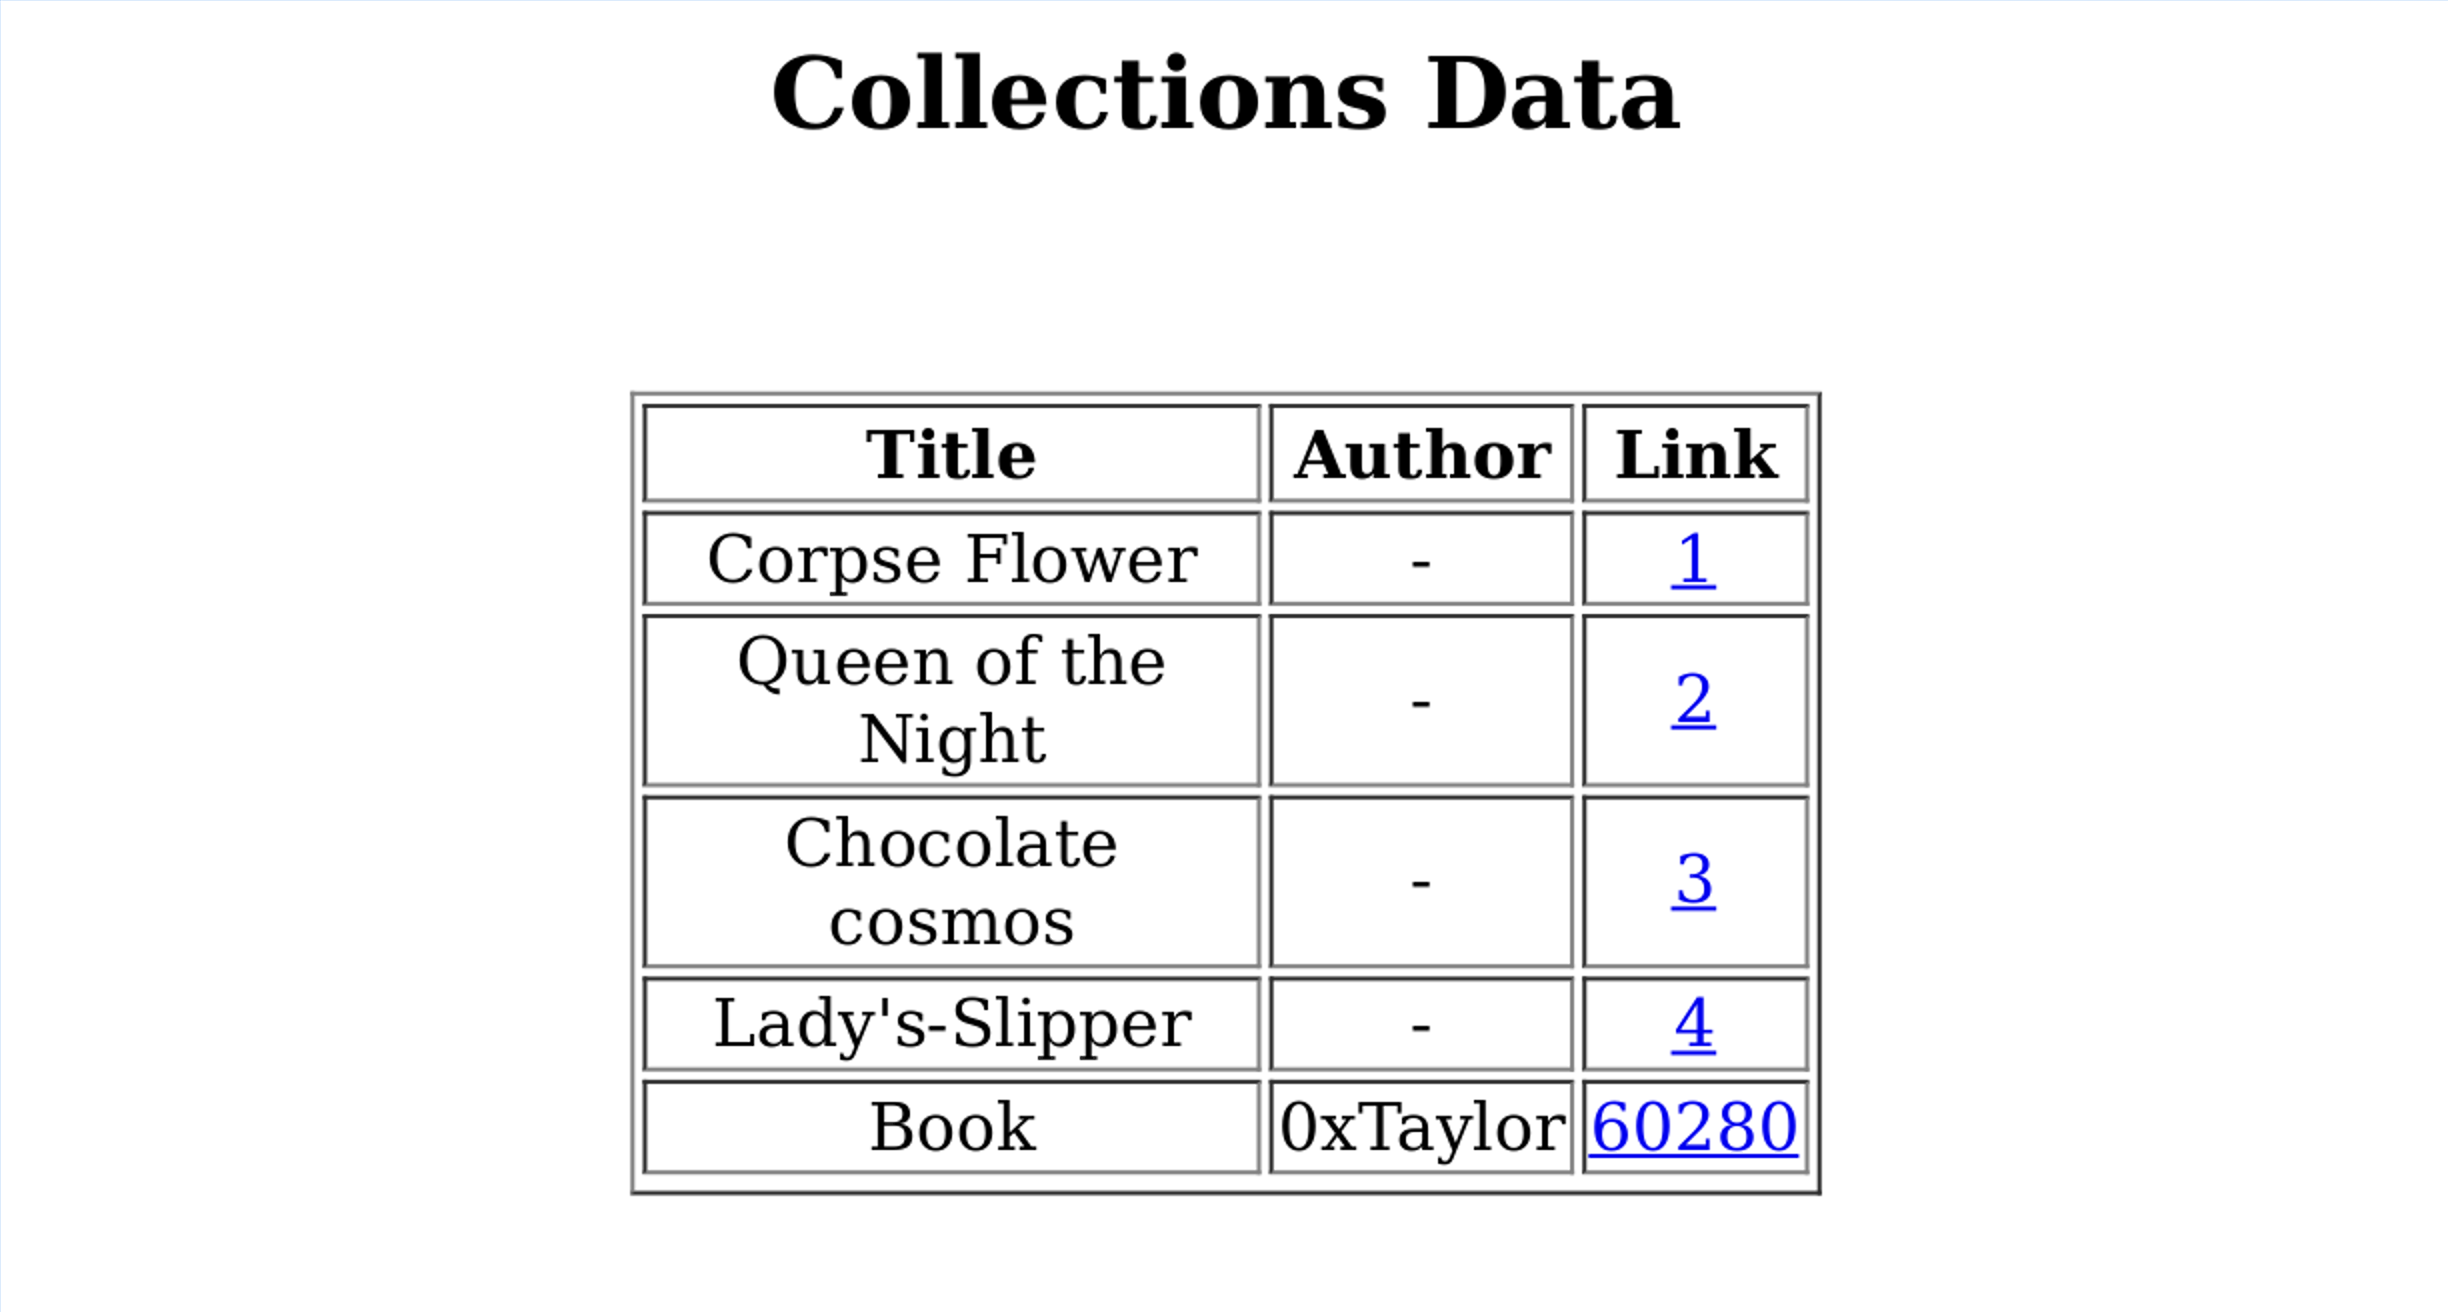 Collections Data
Title Author Link
Corpse Flower - 1
Queen of the
Night - 2
Chocolate
cosmos - 3
Lady's-Slipper - 4
Book 0xTaylor 60280